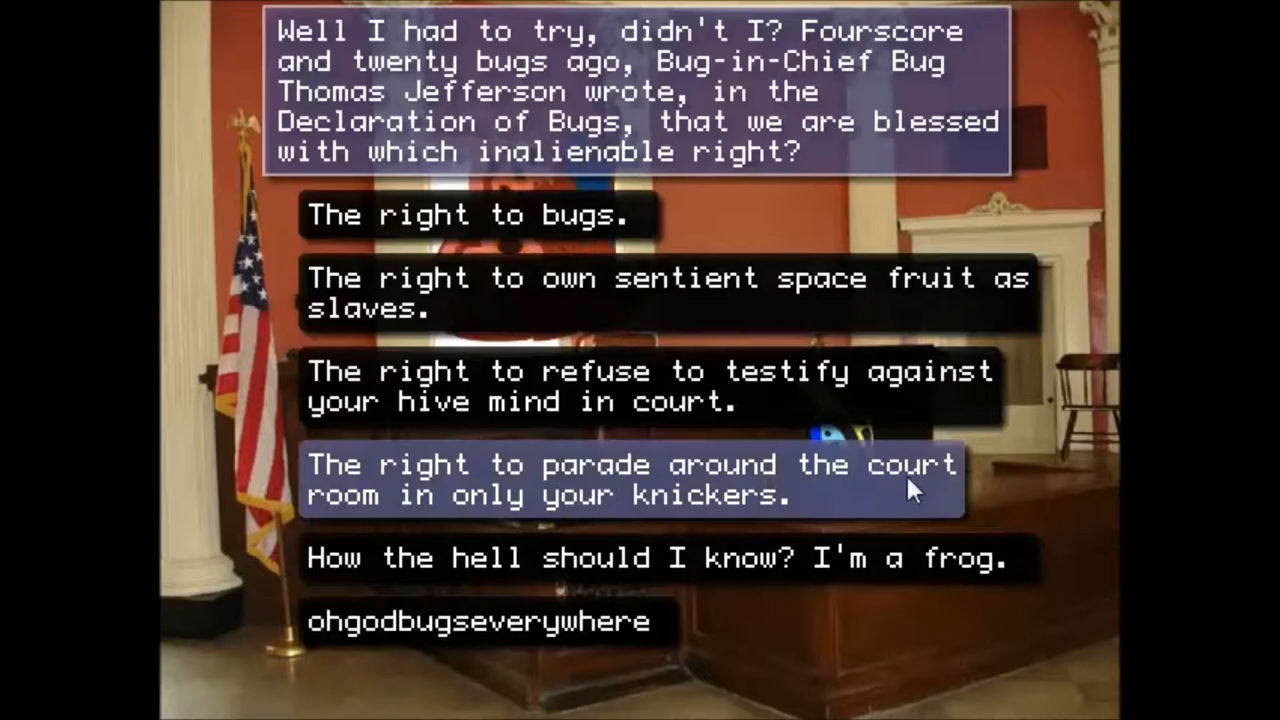 Well I had to try, didn't I? Fourscore
and twenty bugs ago, Bug-in-Chief Bug
Thomas Jefferson wrote, in the
Declaration of Bugs, that we are blessed
with which inalienable right?
The right to bugs.
The right to own sentient space fruit as
slaves.
The right to refuse to testify against
your hive mind in court.
The right to parade around the court
room in only your knickers.
How the hell should I know? I'm a frog.
ohgodbugseverywhere